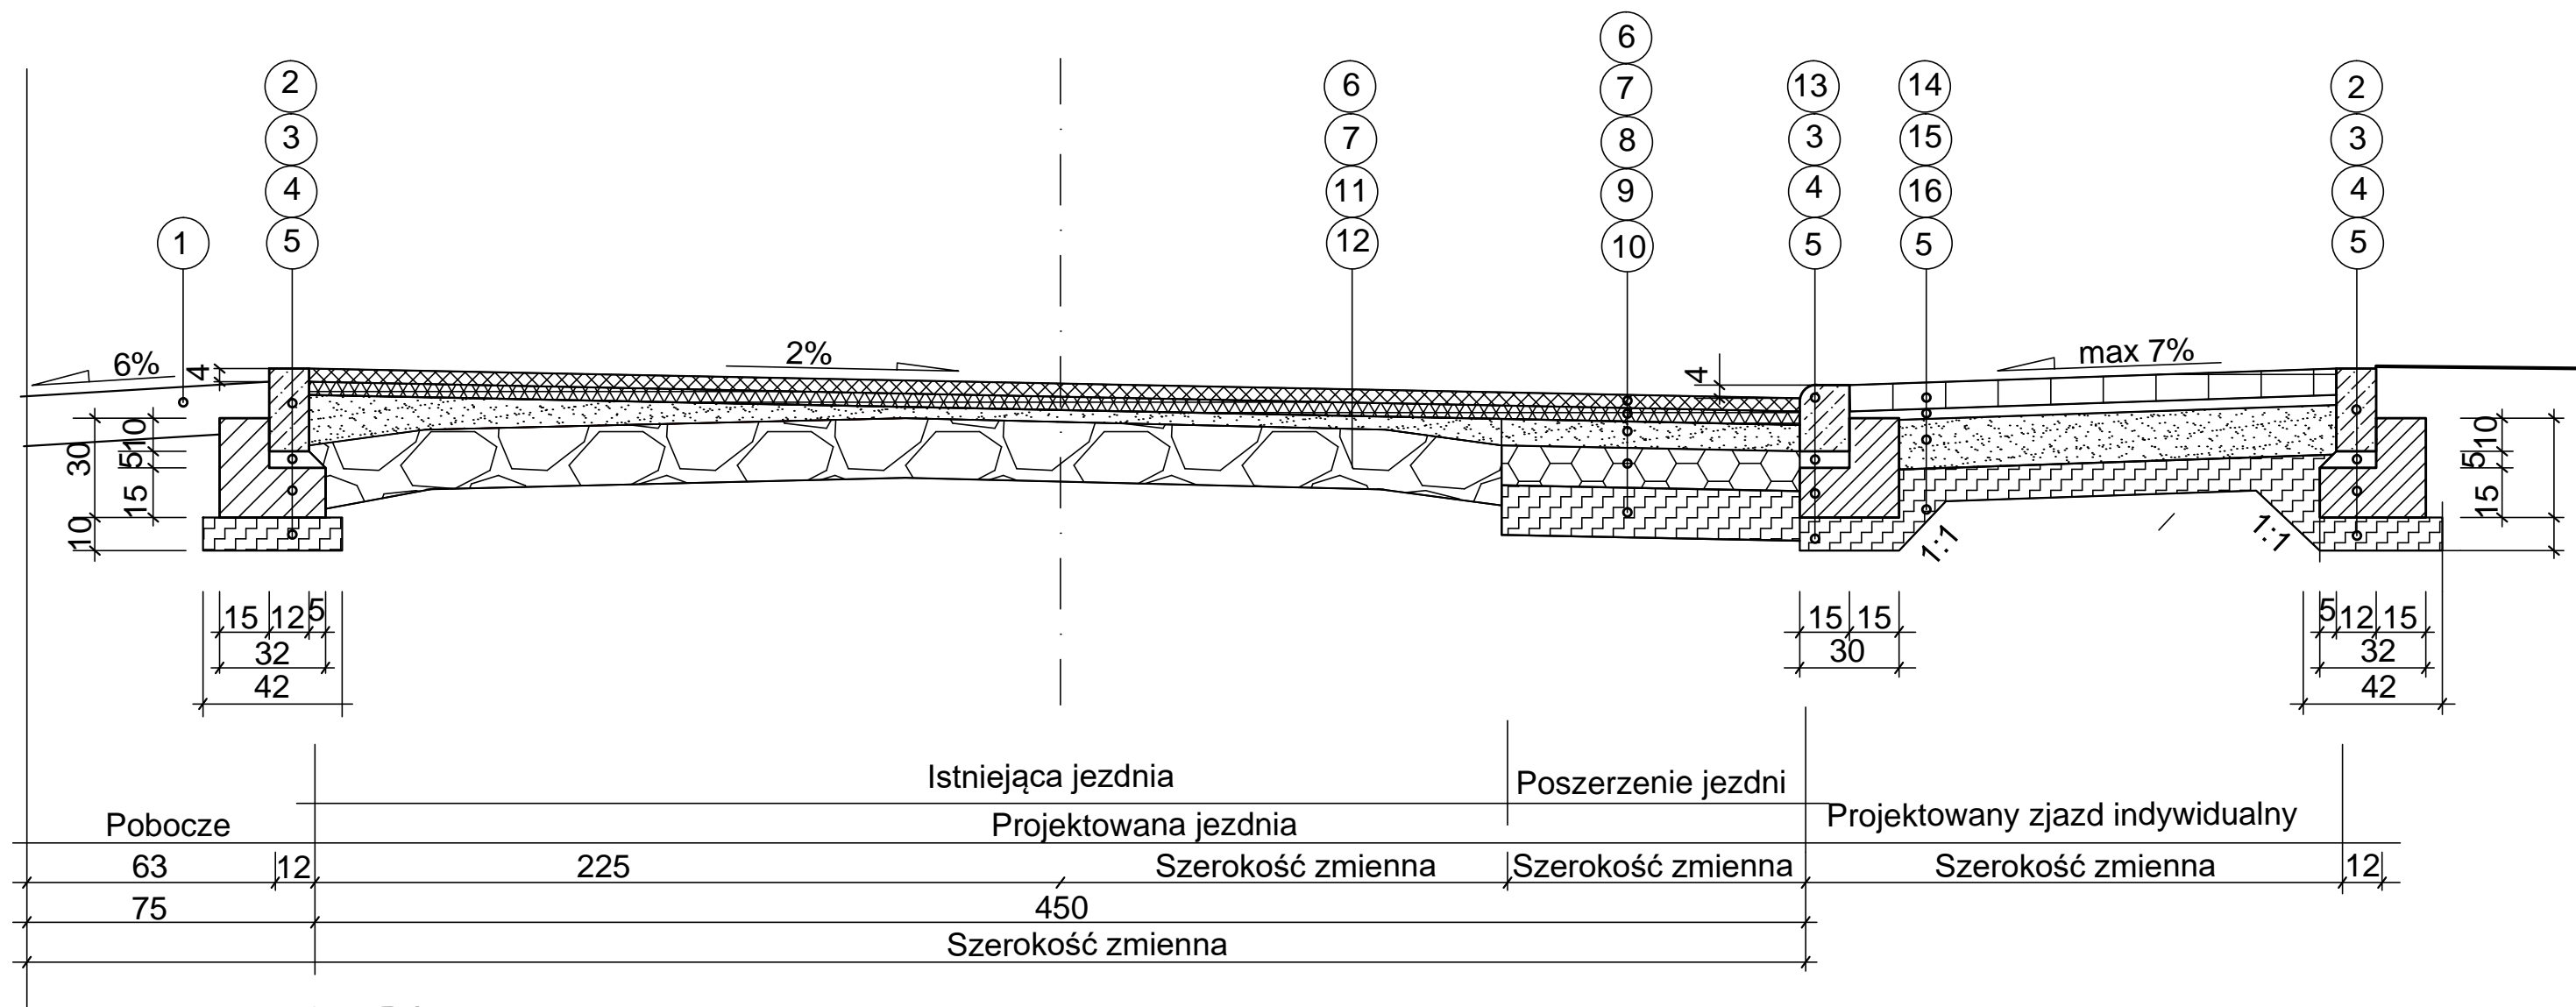 6
2 6 7 13 14 2
3 7 8 3 15 3
4 11 9 4 16 4
1 5 12 10 5 5 5
6% 4 2% 4 max 7%
30 10 5 15 10
10 5 15
1:1 1:1
15 12 5 15 15 5 12 15
32 30 32
42 42
Istniejąca jezdnia Poszerzenie jezdni
Pobocze Projektowana jezdnia Projektowany zjazd indywidualny
63 12 225 Szerokość zmienna Szerokość zmienna Szerokość zmienna 12
75 450
Szerokość zmienna